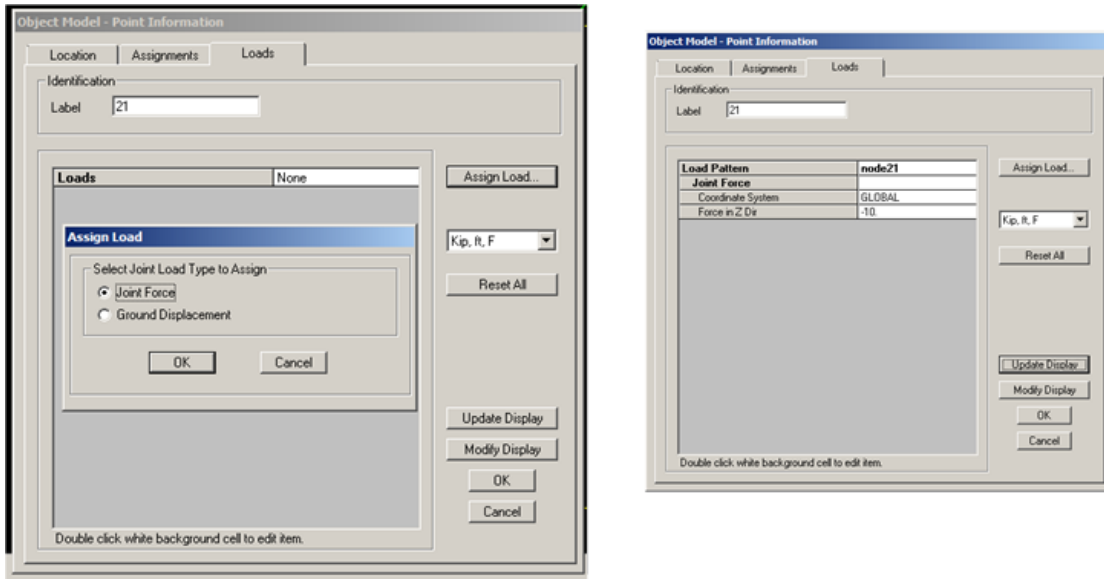 Object Model - Point Information
Location Assignments Loads
Identification
Label 21
Loads None
Assign Load...
Assign Load
Select Joint Load Type to Assign
Joint Force
Ground Displacement
OK Cancel
Kip, ft, F
Reset All
Update Display
Modify Display
OK
Cancel
Double click white background cell to edit item.
Object Model - Point Information
Location Assignments Loads
Identification
Label 21
Load Pattern node21
Joint Force
Coordinate System GLOBAL
Force in Z Dir -10.
Assign Load...
Kip, ft, F
Reset All
Update Display
Modify Display
OK
Cancel
Double click white background cell to edit item.